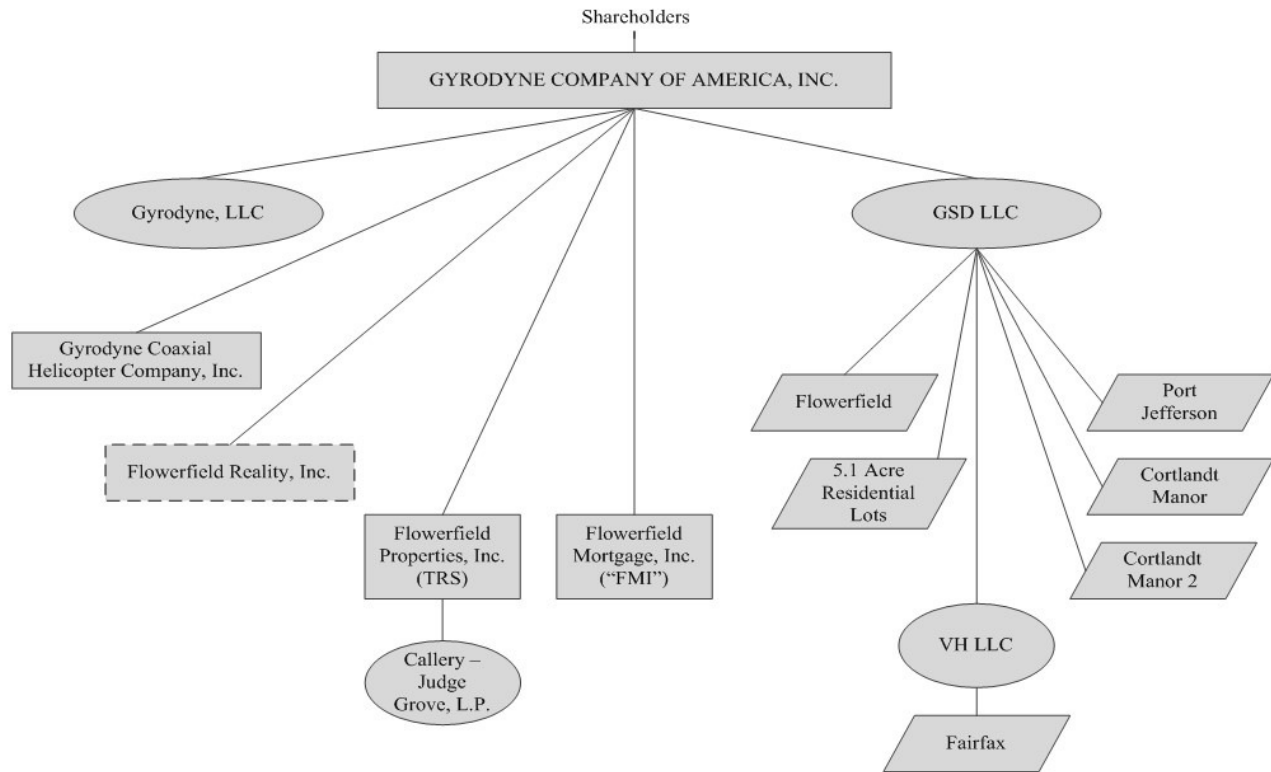 Shareholders
GYRODYNE COMPANY OF AMERICA, INC.
Gyrodyne, LLC
GSD LLC
Gyrodyne Coaxial
Helicopter Company, Inc.
Flowerfield
Port
Jefferson
Flowerfield Reality, Inc.
5.1 Acre
Residential
Lots
Cortlandt
Manor
Flowerfield
Properties, Inc.
(TRS)
Flowerfield
Mortgage, Inc.
(“FMI”)
Cortlandt
Manor 2
Callery –
Judge
Grove, L.P.
VH LLC
Fairfax